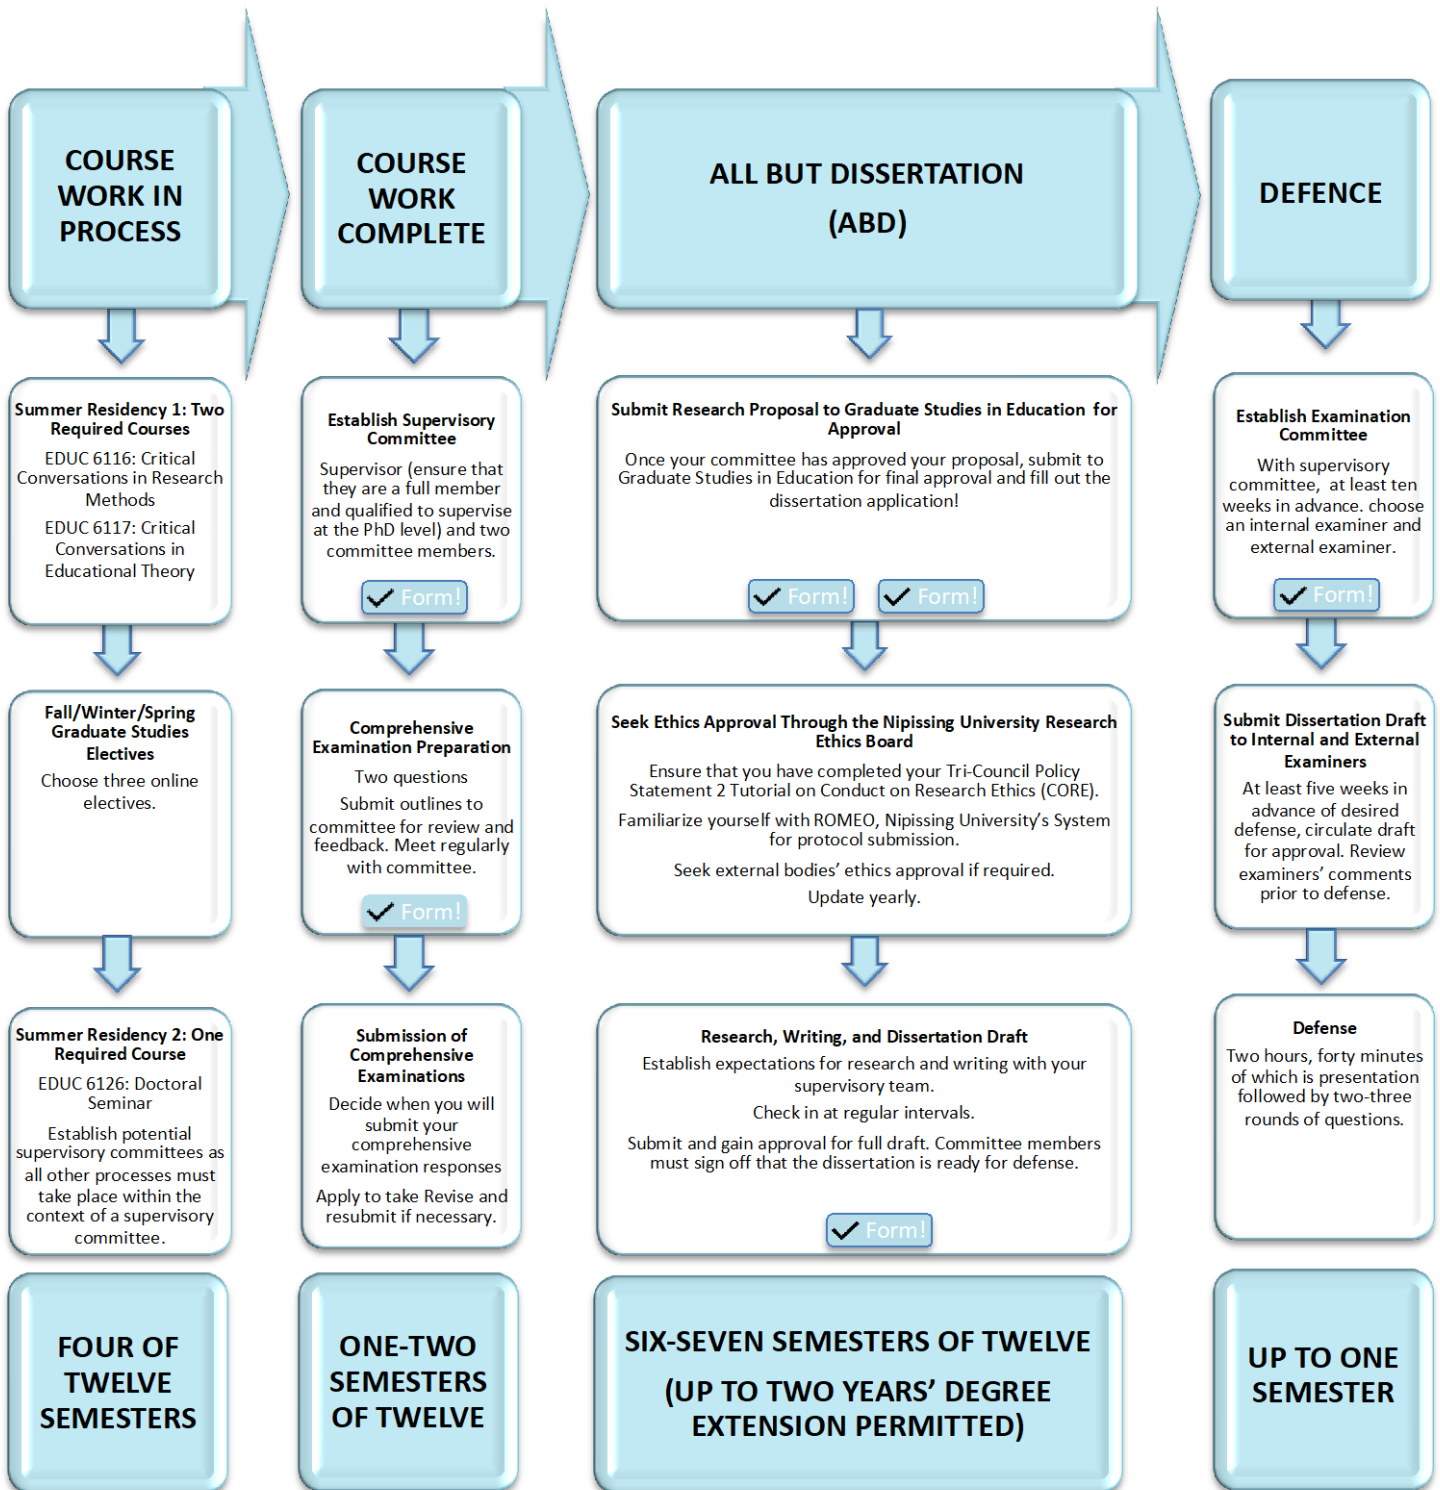 COURSE
WORK IN
PROCESS
Summer Residency 1: Two
Required Courses
EDUC 6116: Critical
Conversations in Research
Methods
EDUC 6117: Critical
Conversations in
Educational Theory
Fall/Winter/Spring
Graduate Studies
Electives
Choose three online
electives.
Summer Residency 2: One
Required Course
EDUC 6126: Doctoral
Seminar
Establish potential
supervisory committees as
all other processes must
take place within the
context of a supervisory
committee.
FOUR OF
TWELVE
SEMESTERS
COURSE
WORK
COMPLETE
Establish Supervisory
Committee
Supervisor (ensure that
they are a full member
and qualified to supervise
at the PhD level) and two
committee members.
Form!
Comprehensive
Examination Preparation
Two questions
Submit outlines to
committee for review and
feedback. Meet regularly
with committee.
Form!
Submission of
Comprehensive
Examinations
Decide when you will
submit your
comprehensive
examination responses
Apply to take Revise and
resubmit if necessary.
ONE-TWO
SEMESTERS
OF TWELVE
ALL BUT DISSERTATION
(ABD)
Submit Research Proposal to Graduate Studies in Education for
Approval
Once your committee has approved your proposal, submit to
Graduate Studies in Education for final approval and fill out the
dissertation application!
Form! Form!
Seek Ethics Approval Through the Nipissing University Research
Ethics Board
Ensure that you have completed your Tri-Council Policy
Statement 2 Tutorial on Conduct on Research Ethics (CORE).
Familiarize yourself with ROMEO, Nipissing University's System
for protocol submission.
Seek external bodies' ethics approval if required.
Update yearly.
Research, Writing, and Dissertation Draft
Establish expectations for research and writing with your
supervisory team.
Check in at regular intervals.
Submit and gain approval for full draft. Committee members
must sign off that the dissertation is ready for defense.
Form!
SIX-SEVEN SEMESTERS OF TWELVE
(UP TO TWO YEARS' DEGREE
EXTENSION PERMITTED)
DEFENCE
Establish Examination
Committee
With supervisory
committee, at least ten
weeks in advance. choose
an internal examiner and
external examiner.
Form!
Submit Dissertation Draft
to Internal and External
Examiners
At least five weeks in
advance of desired
defense, circulate draft
for approval. Review
examiners' comments
prior to defense.
Defense
Two hours, forty minutes
of which is presentation
followed by two-three
rounds of questions.
UP TO ONE
SEMESTER